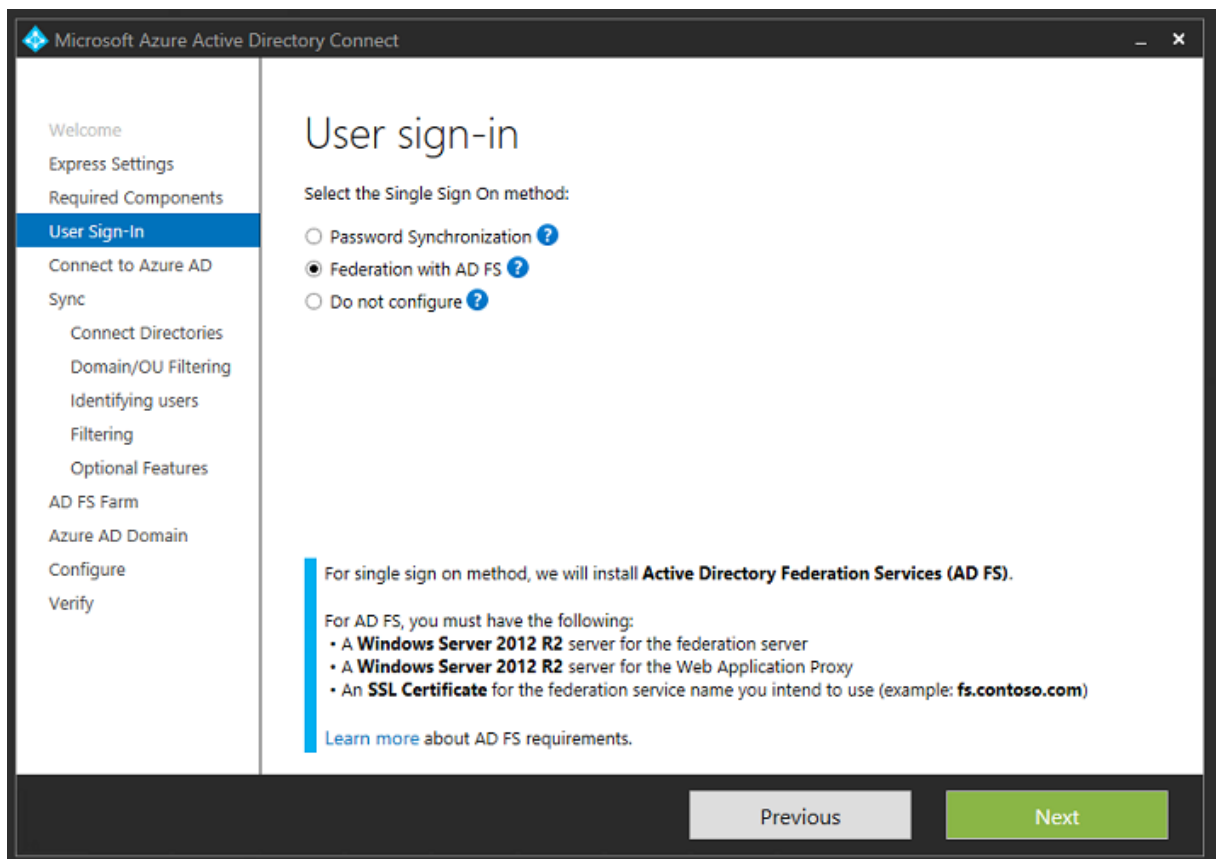 Microsoft Azure Active Directory Connect
Welcome
Express Settings
Required Components
User Sign-In
Connect to Azure AD
Sync
Connect Directories
Domain/OU Filtering
Identifying users
Filtering
Optional Features
AD FS Farm
Azure AD Domain
Configure
Verify
User sign-in
Select the Single Sign On method:
Password Synchronization ?
Federation with AD FS ?
Do not configure ?
For single sign on method, we will install Active Directory Federation Services (AD FS).
For AD FS, you must have the following:
• A Windows Server 2012 R2 server for the federation server
• A Windows Server 2012 R2 server for the Web Application Proxy
• An SSL Certificate for the federation service name you intend to use (example: fs.contoso.com)
Learn more about AD FS requirements.
Previous
Next